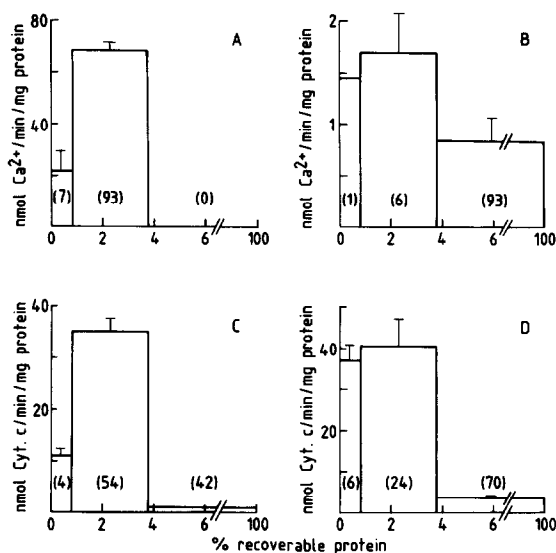 nmol Ca2+/min/mg protein
80
40
A
(7) (93) (0)
0 2 4 6 100
nmol Ca2+/min/mg protein
2
1
B
(1) (6) (93)
0 2 4 6 100
nmol Cyt. c/min/mg protein
40
20
C
(4) (54) (42)
0 2 4 6 100
nmol Cyt. c/min/mg protein
40
20
D
(6) (24) (70)
0 2 4 6 100
% recoverable protein